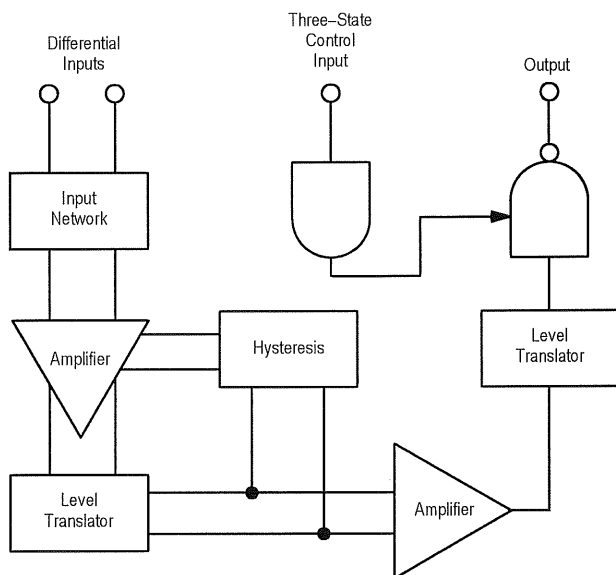 Differential
Inputs
Three–State
Control
Input
Output
Input
Network
Amplifier
Hysteresis
Level
Translator
Level
Translator
Amplifier